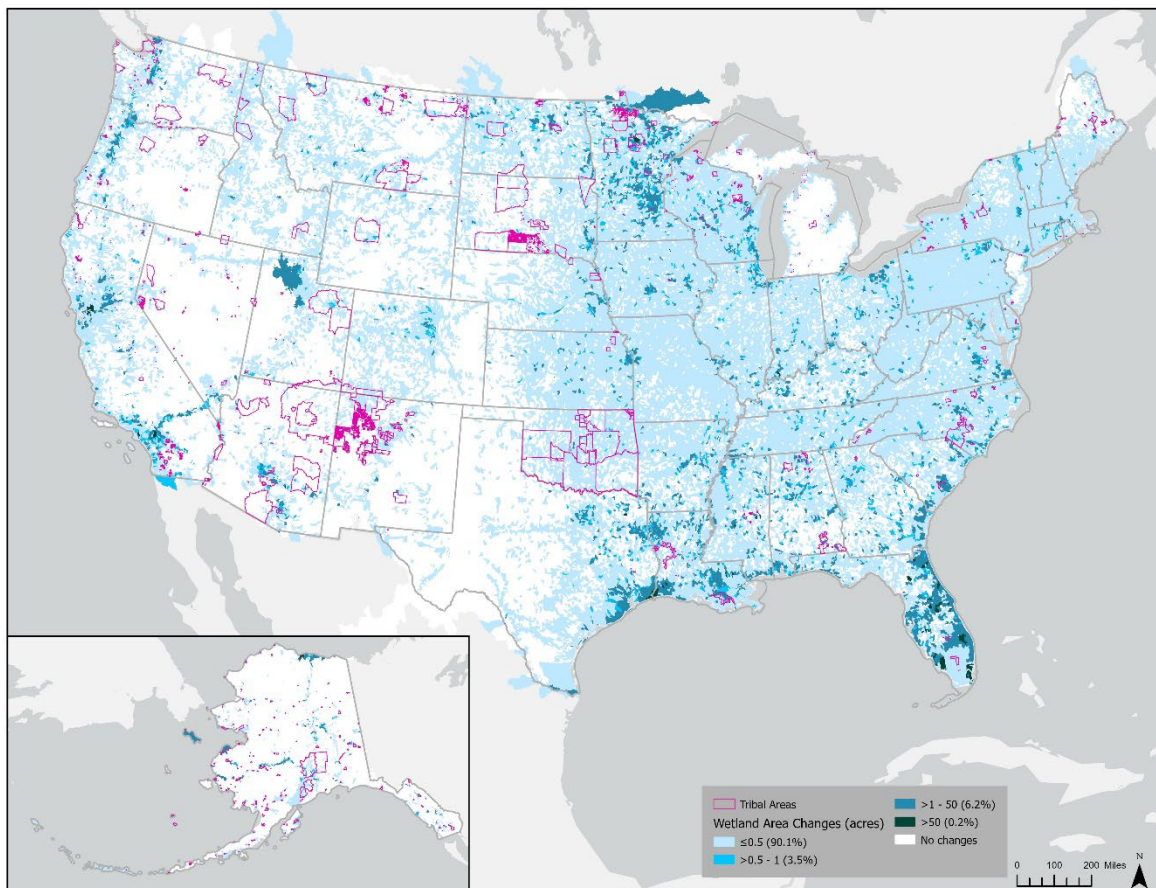 Tribal Areas
Wetland Area Changes (acres)
≤0.5 (90.1%)
>0.5 - 1 (3.5%)
>1 - 50 (6.2%)
>50 (0.2%)
No changes
N
0 100 200 Miles